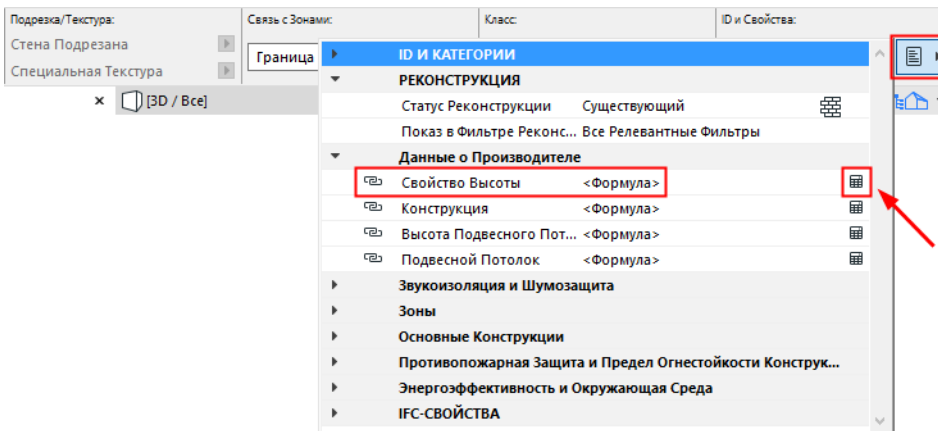 Подрезка/Текстура: Связь с Зонами: Класс: ID и Свойства:
Стена Подрезана
Граница
Специальная Текстура
[3D / Все]
ID И КАТЕГОРИИ
РЕКОНСТРУКЦИЯ
Статус Реконструкции Существующий
Показ в Фильтре Реконс... Все Релевантные Фильтры
Данные о Производителе
Свойство Высоты <Формула>
Конструкция <Формула>
Высота Подвесного Пот... <Формула>
Подвесной Потолок <Формула>
Звукоизоляция и Шумозащита
Зоны
Основные Конструкции
Противопожарная Защита и Предел Огнестойкости Конструк...
Энергоэффективность и Окружающая Среда
IFC-СВОЙСТВА